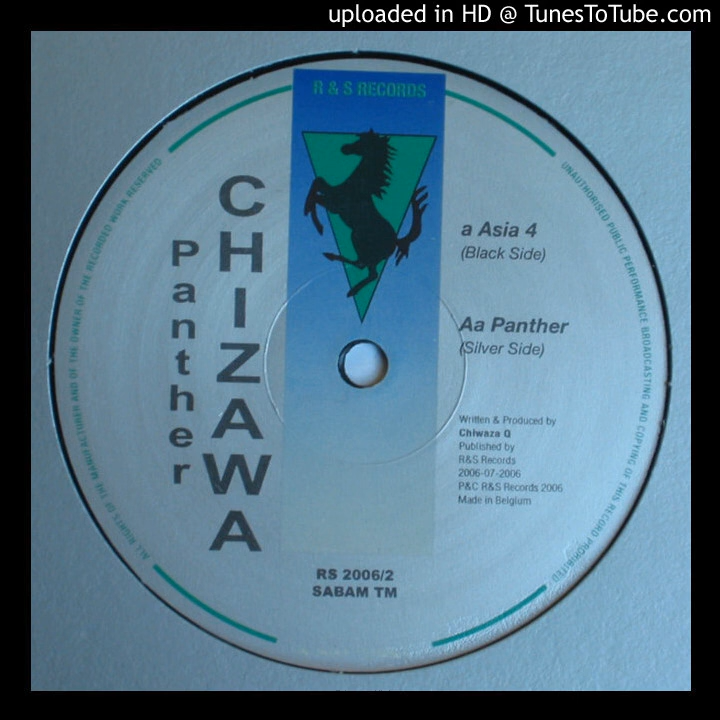 uploaded in HD @ TunesToTube.com
R & S RECORDS
CHIZAWA
Panther
a Asia 4
(Black Side)
Aa Panther
(Silver Side)
Written & Produced by
Chiwaza Q
Published by
R&S Records
2006-07-2006
P&C R&S Records 2006
Made in Belgium
RS 2006/2
SABAM TM
ALL RIGHTS OF THE MANUFACTURER AND OF THE OWNER OF THE RECORDED WORK RESERVED
UNAUTHORISED PUBLIC PERFORMANCE BROADCASTING AND COPYING OF THIS RECORD PROHIBITED